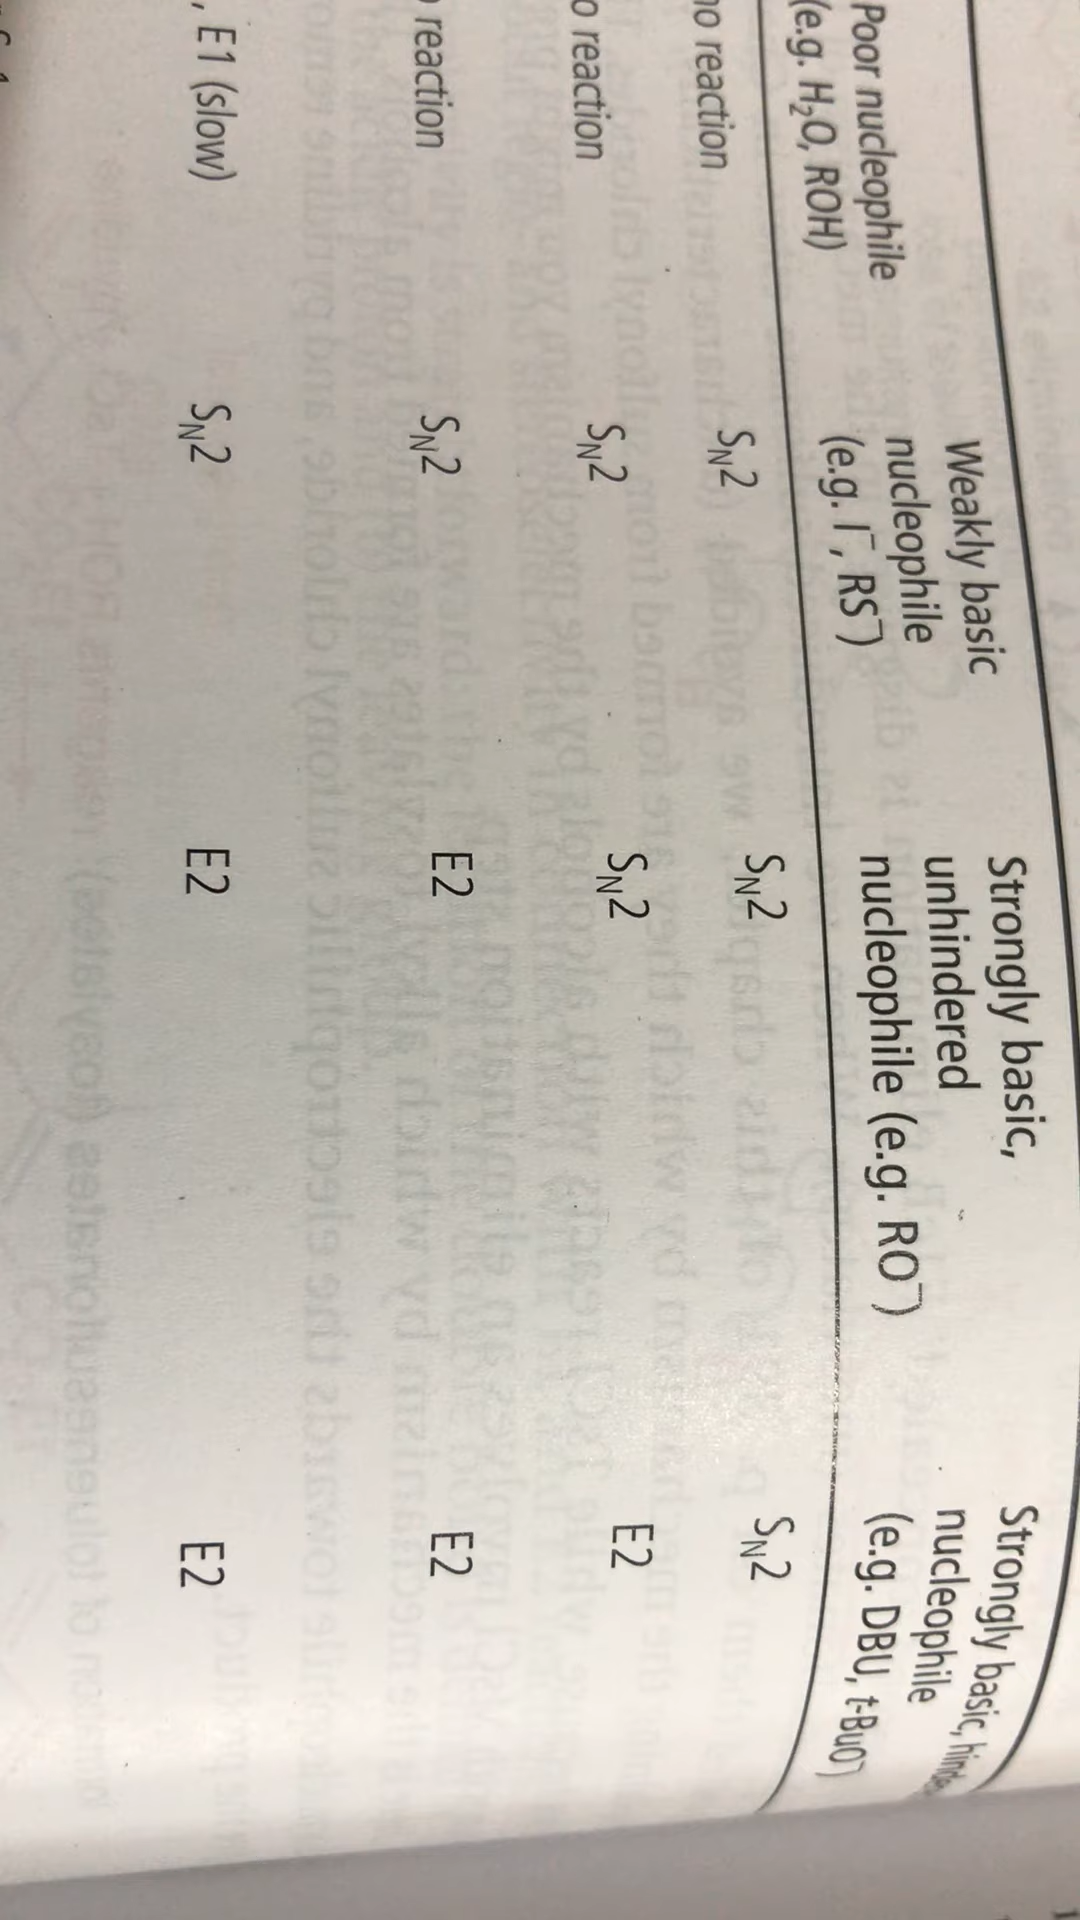 Poor nucleophile
(e.g. H₂O, ROH)
Weakly basic
nucleophile
(e.g. I⁻, RS⁻)
Strongly basic,
unhindered
nucleophile (e.g. RO⁻)
Strongly basic,
nucleophile
(e.g. DBU, t-BuO⁻)
no reaction
SN2
SN2
SN2
o reaction
SN2
SN2
E2
reaction
SN2
E2
E2
, E1 (slow)
SN2
E2
E2